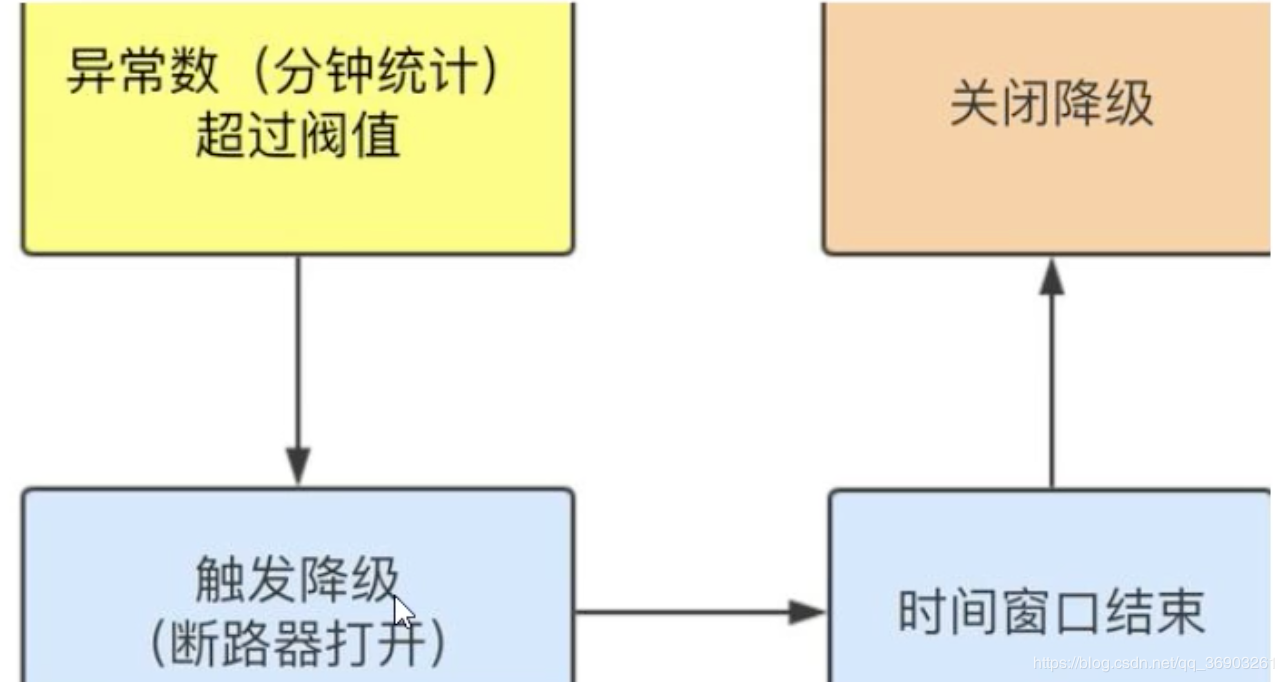 异常数（分钟统计）
超过阀值
关闭降级
触发降级
（断路器打开）
时间窗口结束
https://blog.csdn.net/qq_36903261